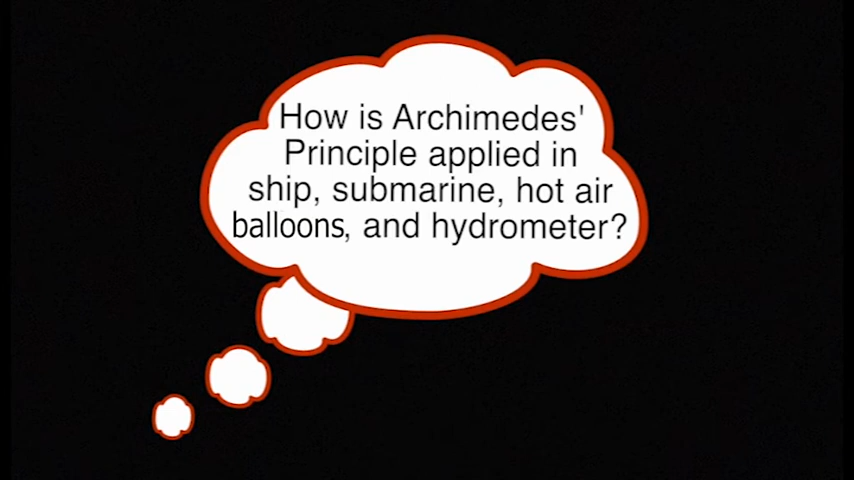 How is Archimedes'
Principle applied in
ship, submarine, hot air
balloons, and hydrometer?